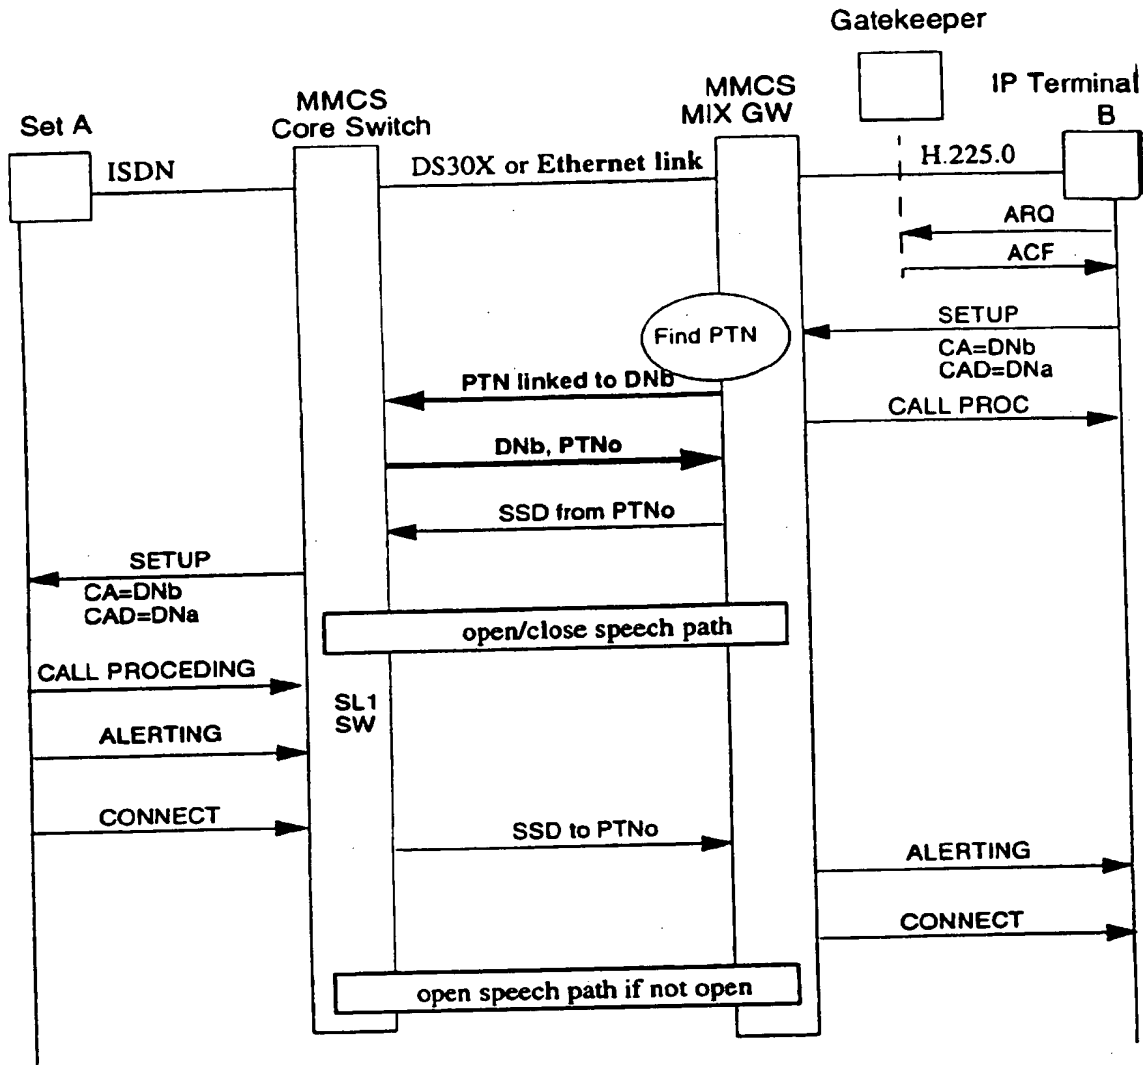 Gatekeeper
MMCS
MIX GW
IP Terminal
B
MMCS
Core Switch
Set A
ISDN
DS30X or Ethernet link
H.225.0
ARQ
ACF
SETUP
CA=DNb
CAD=DNa
Find PTN
PTN linked to DNb
CALL PROC
DNb, PTNo
SSD from PTNo
SETUP
CA=DNb
CAD=DNa
open/close speech path
CALL PROCEDING
SL1
SW
ALERTING
CONNECT
SSD to PTNo
ALERTING
CONNECT
open speech path if not open